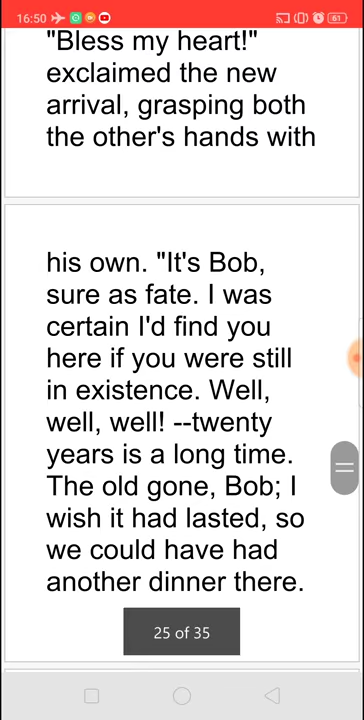 16:50
61
"Bless my heart!"
exclaimed the new
arrival, grasping both
the other's hands with
his own. "It's Bob,
sure as fate. I was
certain I'd find you
here if you were still
in existence. Well,
well, well! --twenty
years is a long time.
The old gone, Bob; I
wish it had lasted, so
we could have had
another dinner there.
25 of 35